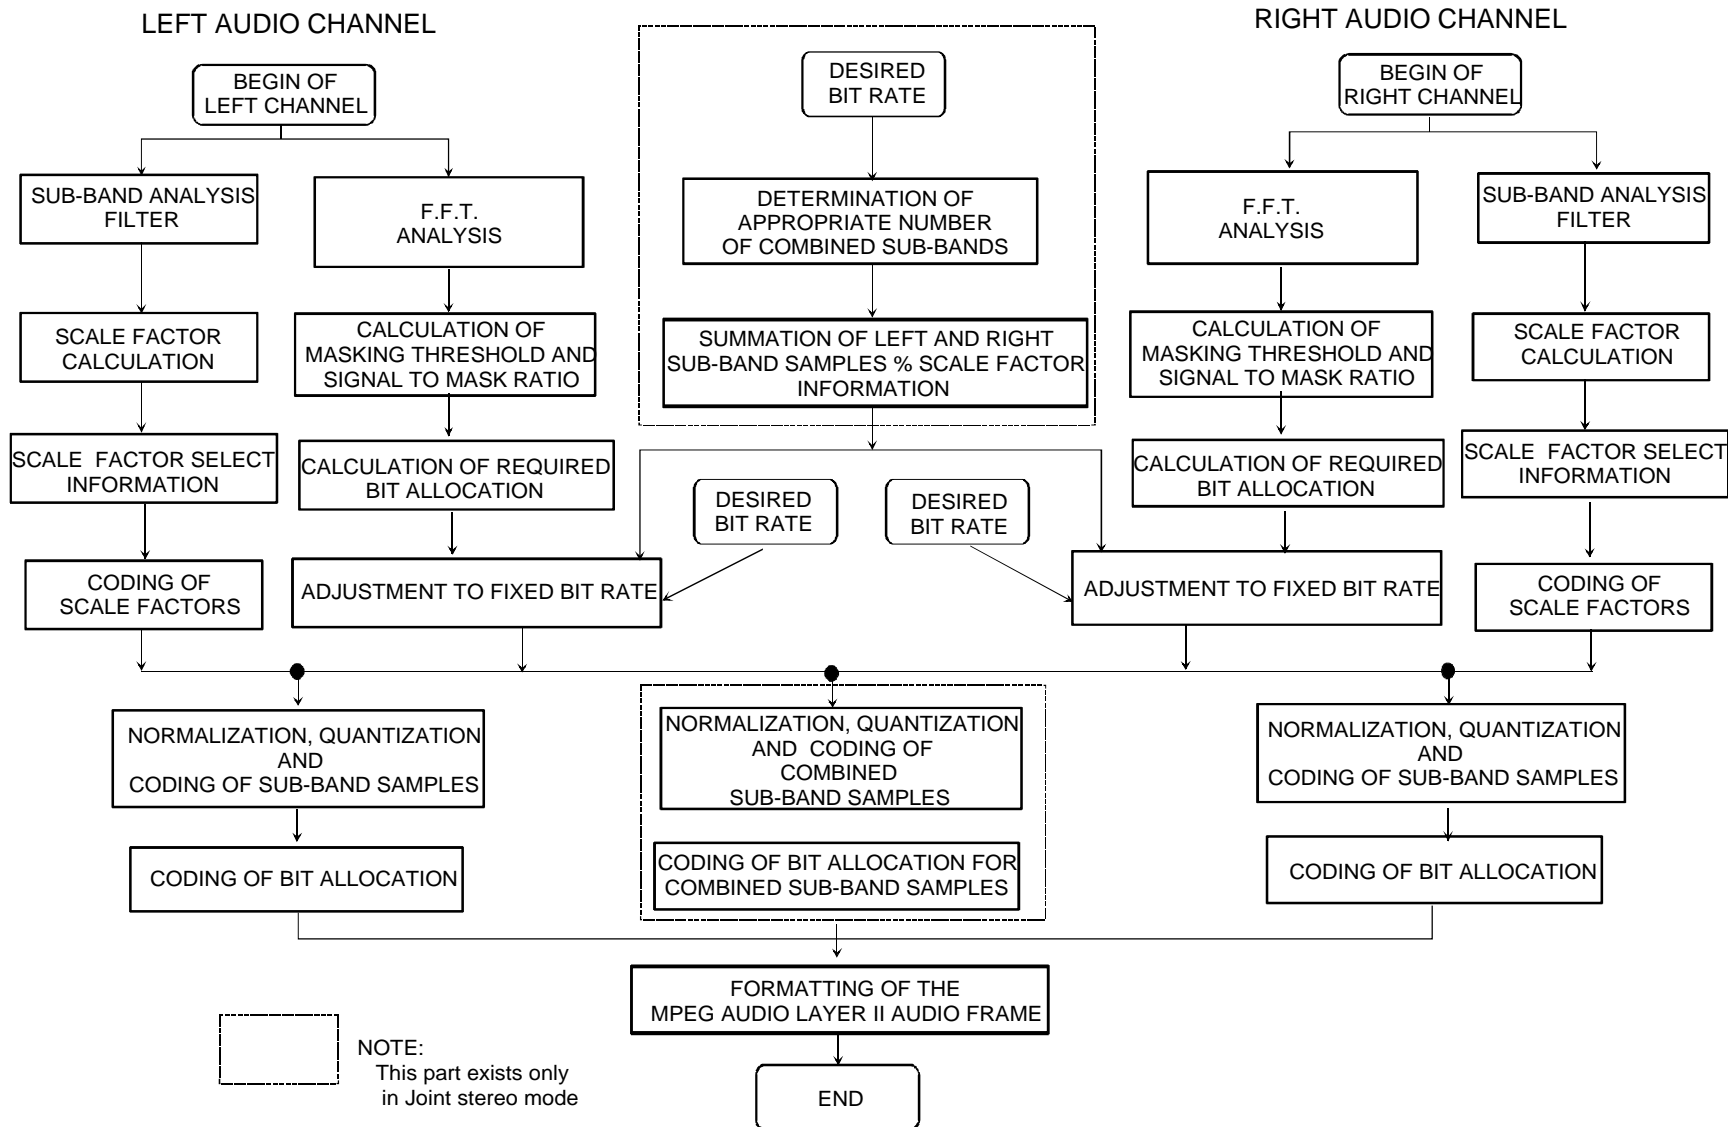 LEFT AUDIO CHANNEL
RIGHT AUDIO CHANNEL
BEGIN OF
LEFT CHANNEL
DESIRED
BIT RATE
BEGIN OF
RIGHT CHANNEL
SUB-BAND ANALYSIS
FILTER
F.F.T.
ANALYSIS
DETERMINATION OF
APPROPRIATE NUMBER
OF COMBINED SUB-BANDS
F.F.T.
ANALYSIS
SUB-BAND ANALYSIS
FILTER
SCALE FACTOR
CALCULATION
CALCULATION OF
MASKING THRESHOLD AND
SIGNAL TO MASK RATIO
SUMMATION OF LEFT AND RIGHT
SUB-BAND SAMPLES % SCALE FACTOR
INFORMATION
CALCULATION OF
MASKING THRESHOLD AND
SIGNAL TO MASK RATIO
SCALE FACTOR
CALCULATION
SCALE FACTOR SELECT
INFORMATION
CALCULATION OF REQUIRED
BIT ALLOCATION
DESIRED
BIT RATE
DESIRED
BIT RATE
CALCULATION OF REQUIRED
BIT ALLOCATION
SCALE FACTOR SELECT
INFORMATION
CODING OF
SCALE FACTORS
ADJUSTMENT TO FIXED BIT RATE
ADJUSTMENT TO FIXED BIT RATE
CODING OF
SCALE FACTORS
NORMALIZATION, QUANTIZATION
AND
CODING OF SUB-BAND SAMPLES
NORMALIZATION, QUANTIZATION
AND CODING OF
COMBINED
SUB-BAND SAMPLES
NORMALIZATION, QUANTIZATION
AND
CODING OF SUB-BAND SAMPLES
CODING OF BIT ALLOCATION
CODING OF BIT ALLOCATION FOR
COMBINED SUB-BAND SAMPLES
CODING OF BIT ALLOCATION
FORMATTING OF THE
MPEG AUDIO LAYER II AUDIO FRAME
NOTE:
This part exists only
in Joint stereo mode
END